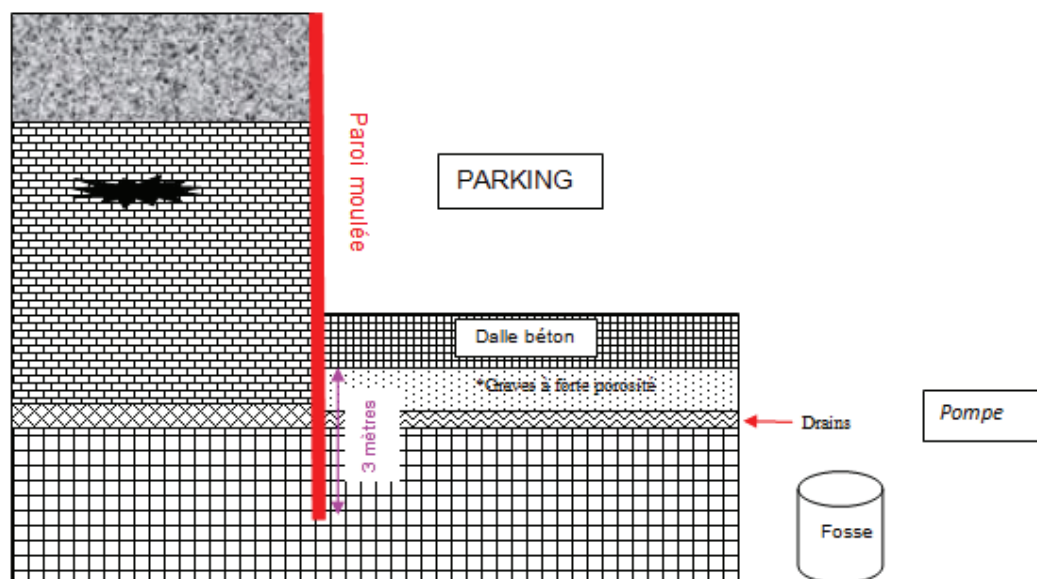 Paroi moulée
PARKING
Dalle béton
*Graves à forte porosité
3 mètres
Drains
Pompe
Fosse